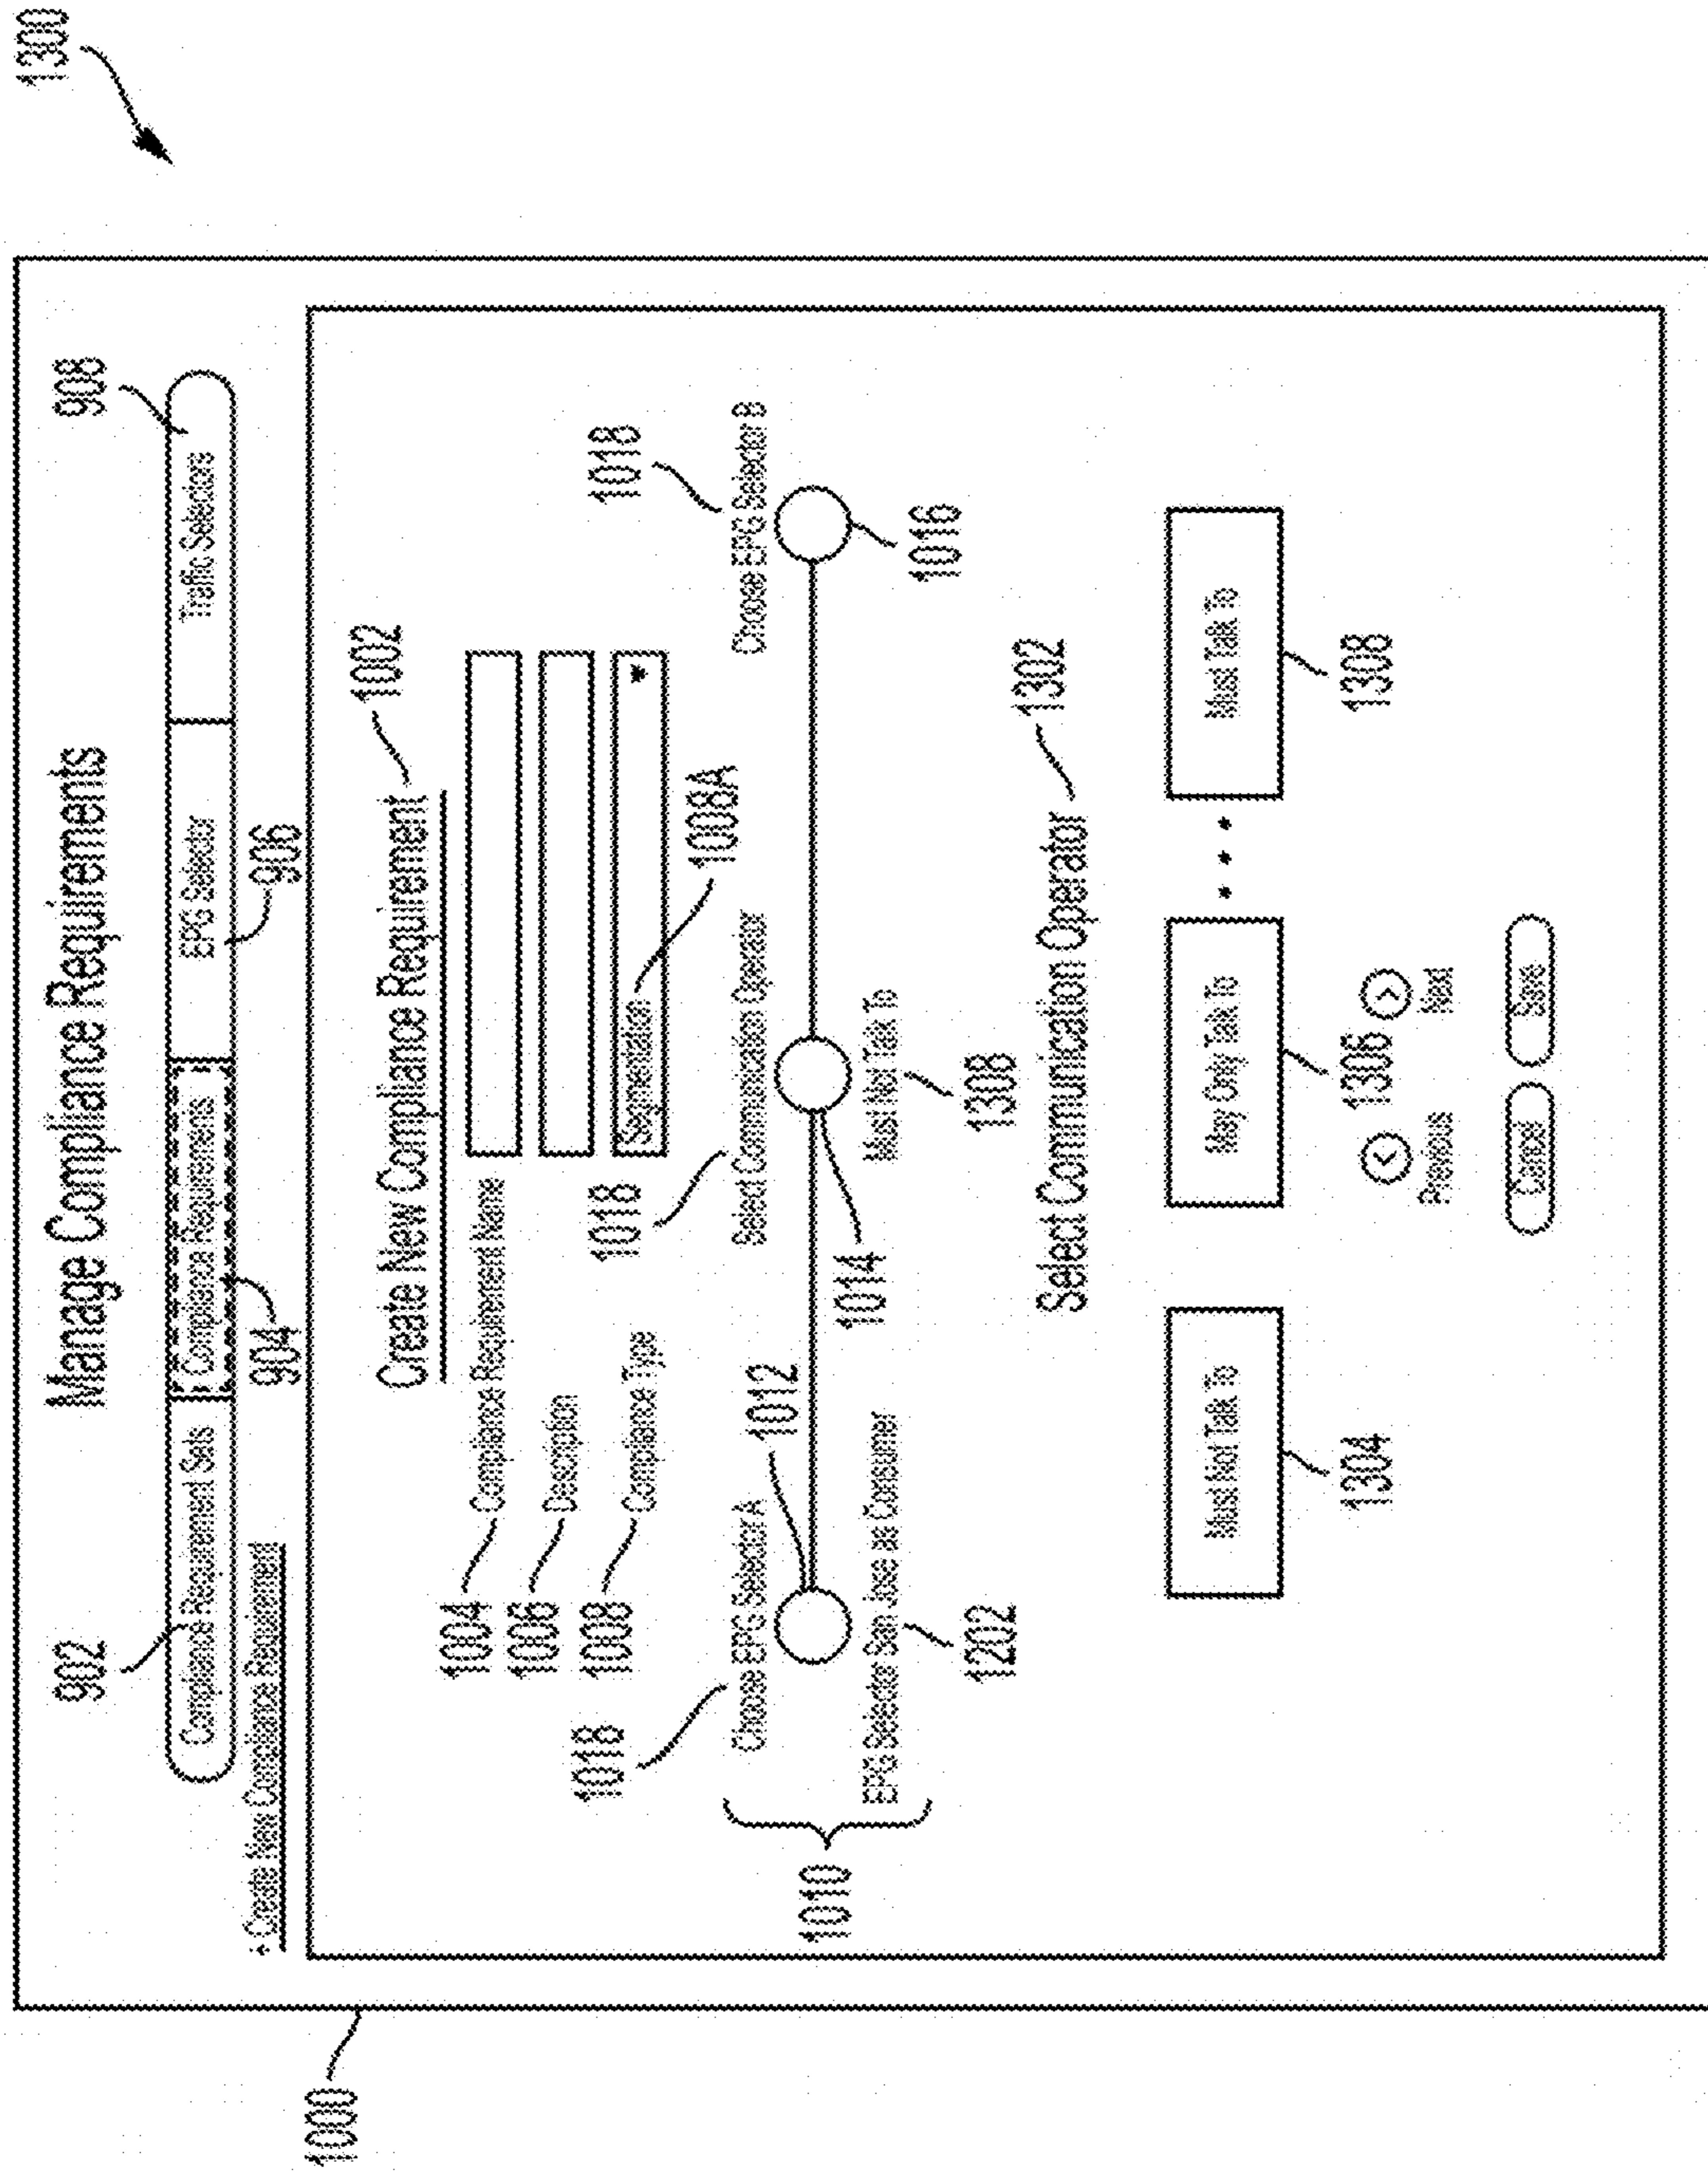 1300
Manage Compliance Requirements
902
908
Compliance Requirement Sets
Compliance Requirements
EPG Selector
Traffic Selectors
+ Create New Compliance Requirement
904
906
1000
Create New Compliance Requirement
1002
1004
Compliance Requirement Name
1006
Description
1008
Compliance Type
Segmentation
*
1008A
1018
1018
1018
Choose EPG Selector A
1012
Select Communication Operator
Choose EPG Selector B
1010
1014
1016
EPG Selector San Jose as Consumer
Must Not Talk To
1202
1308
Select Communication Operator
1302
Must Not Talk To
May Only Talk To
* * *
Must Talk To
1304
1306
1308
<
>
Previous
Next
Cancel
Save